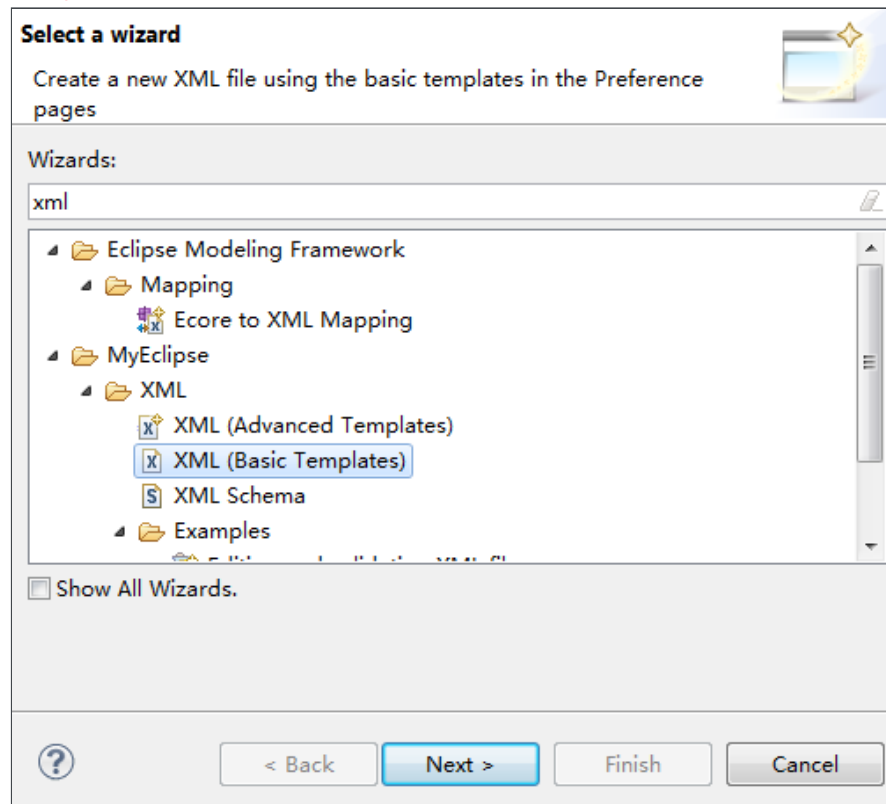 Select a wizard
Create a new XML file using the basic templates in the Preference
pages
Wizards:
xml
Eclipse Modeling Framework
Mapping
Ecore to XML Mapping
MyEclipse
XML
XML (Advanced Templates)
XML (Basic Templates)
XML Schema
Examples
Show All Wizards.
< Back Next > Finish Cancel